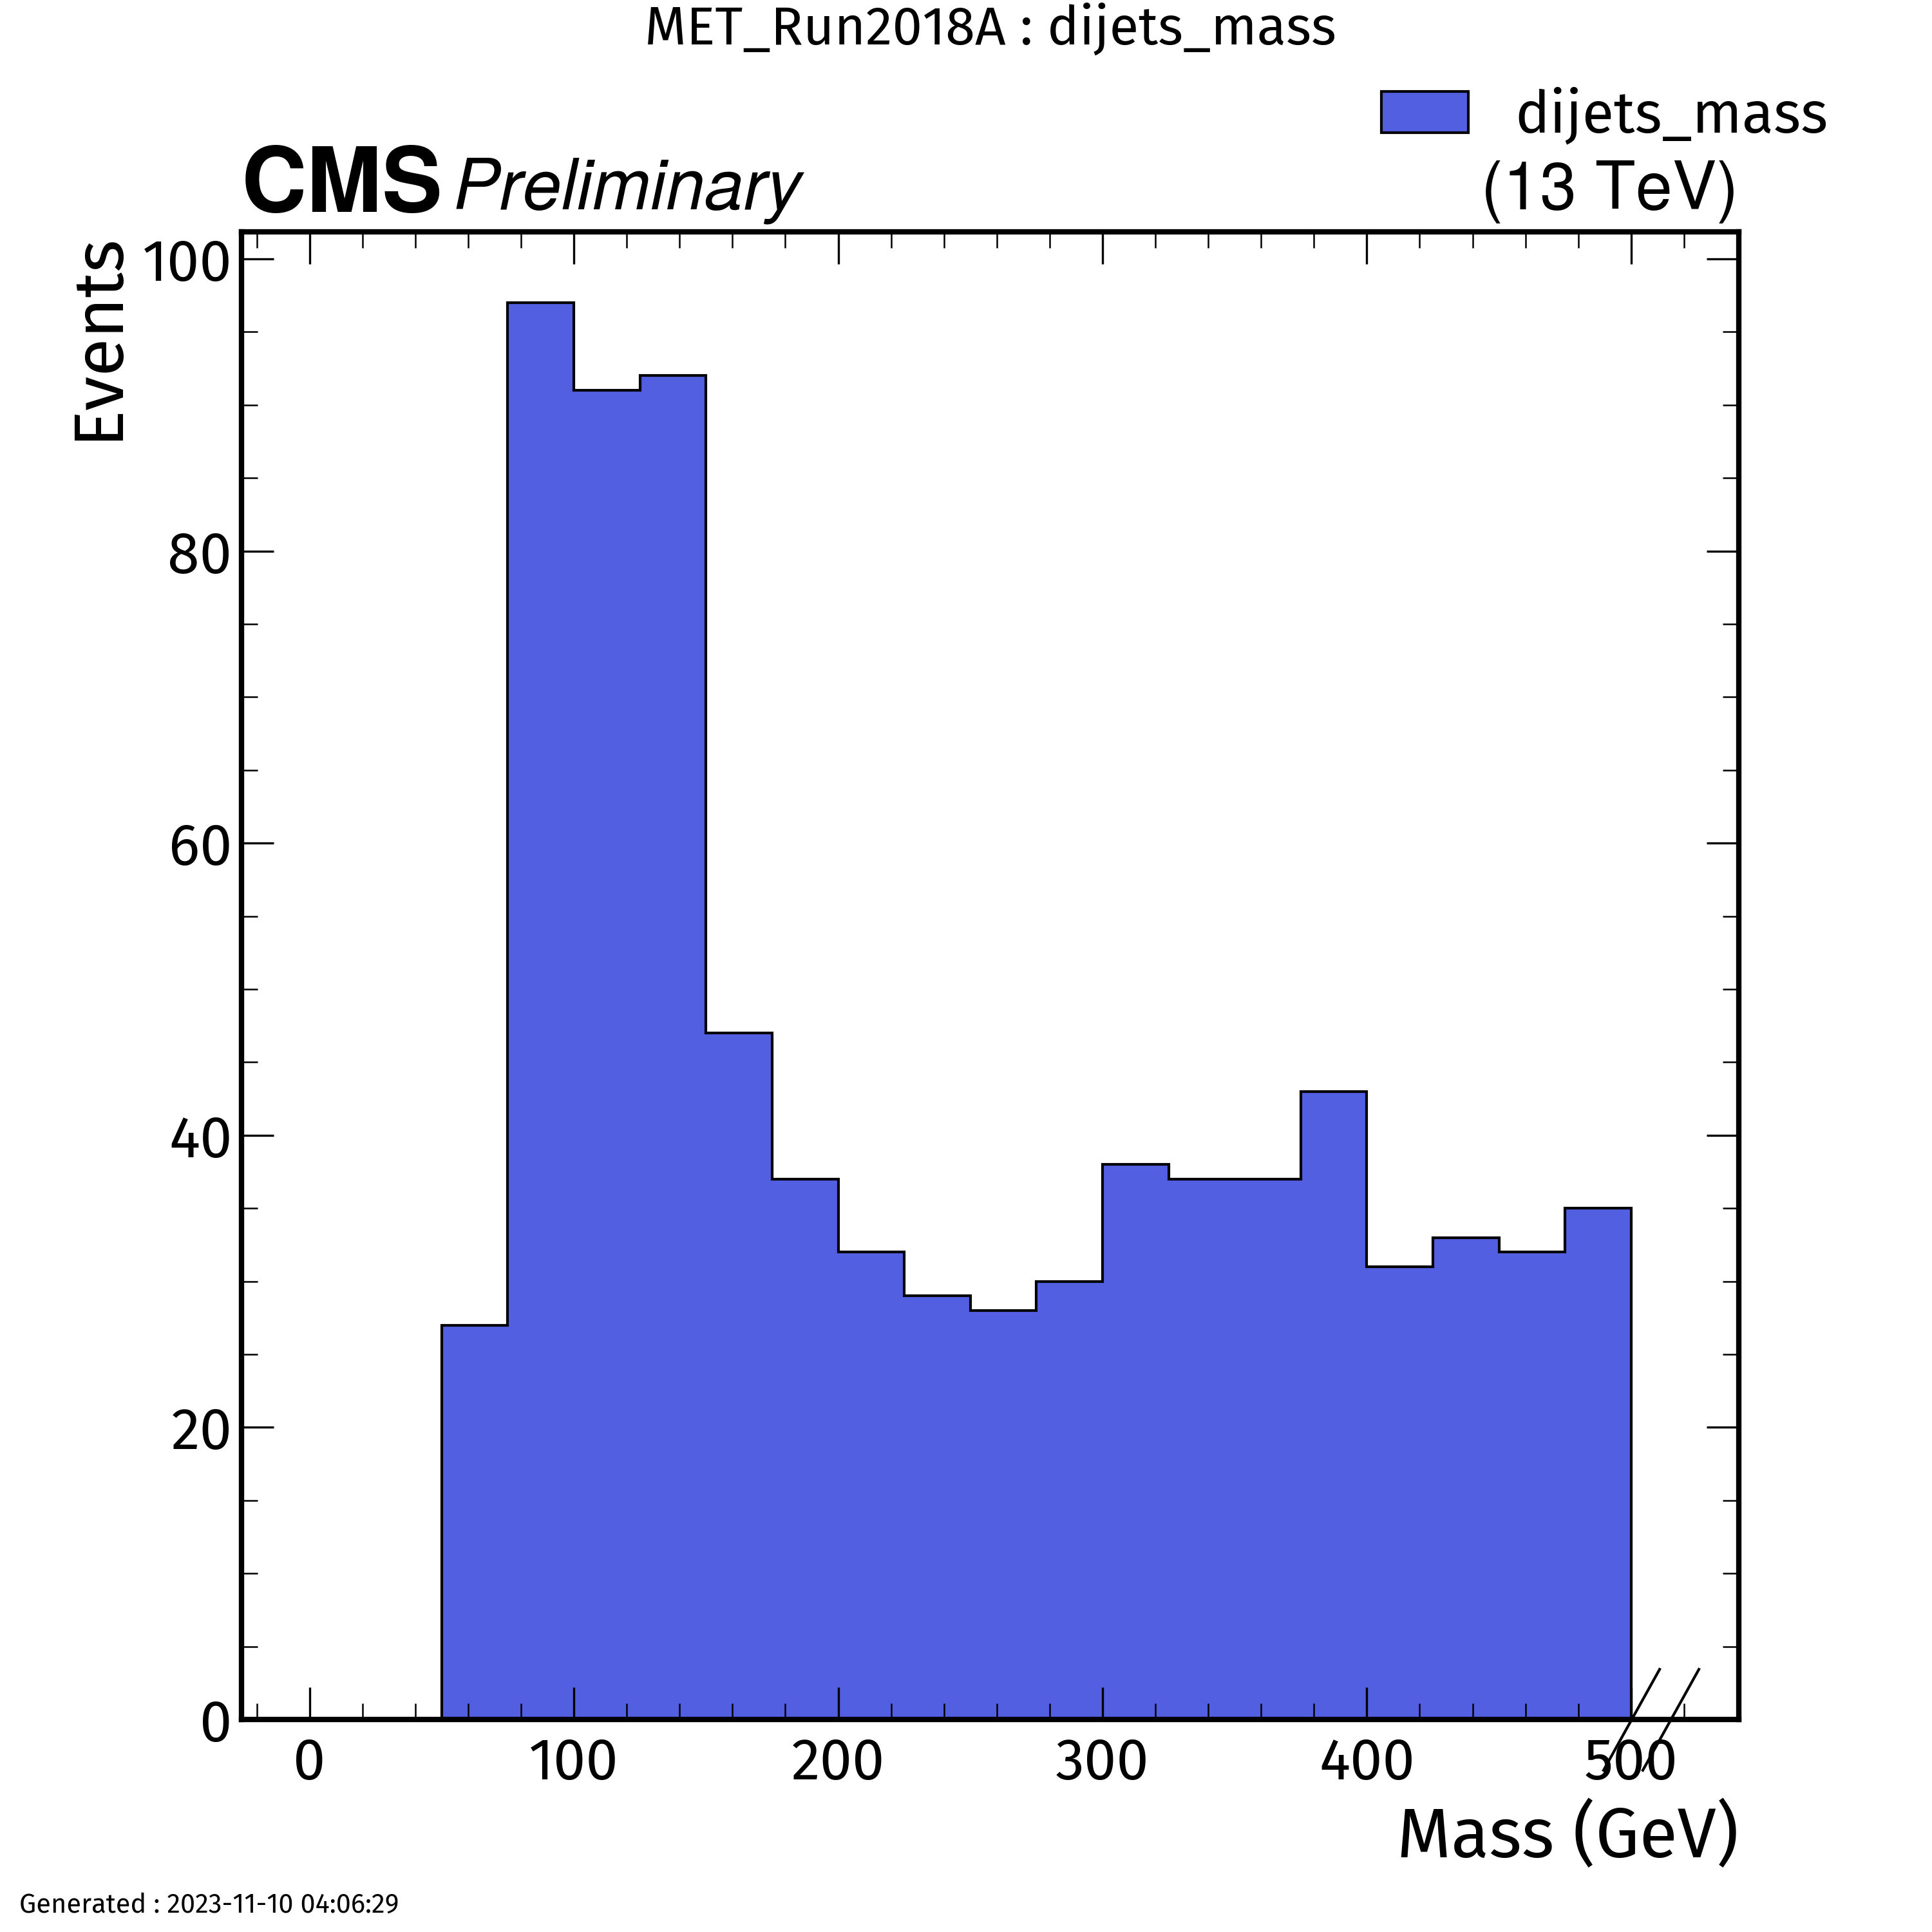 MET_Run2018A : dijets_mass
dijets_mass
CMS Preliminary
(13 TeV)
Events
100
80
60
40
20
0
0 100 200 300 400 500
Mass (GeV)
Generated : 2023-11-10 04:06:29